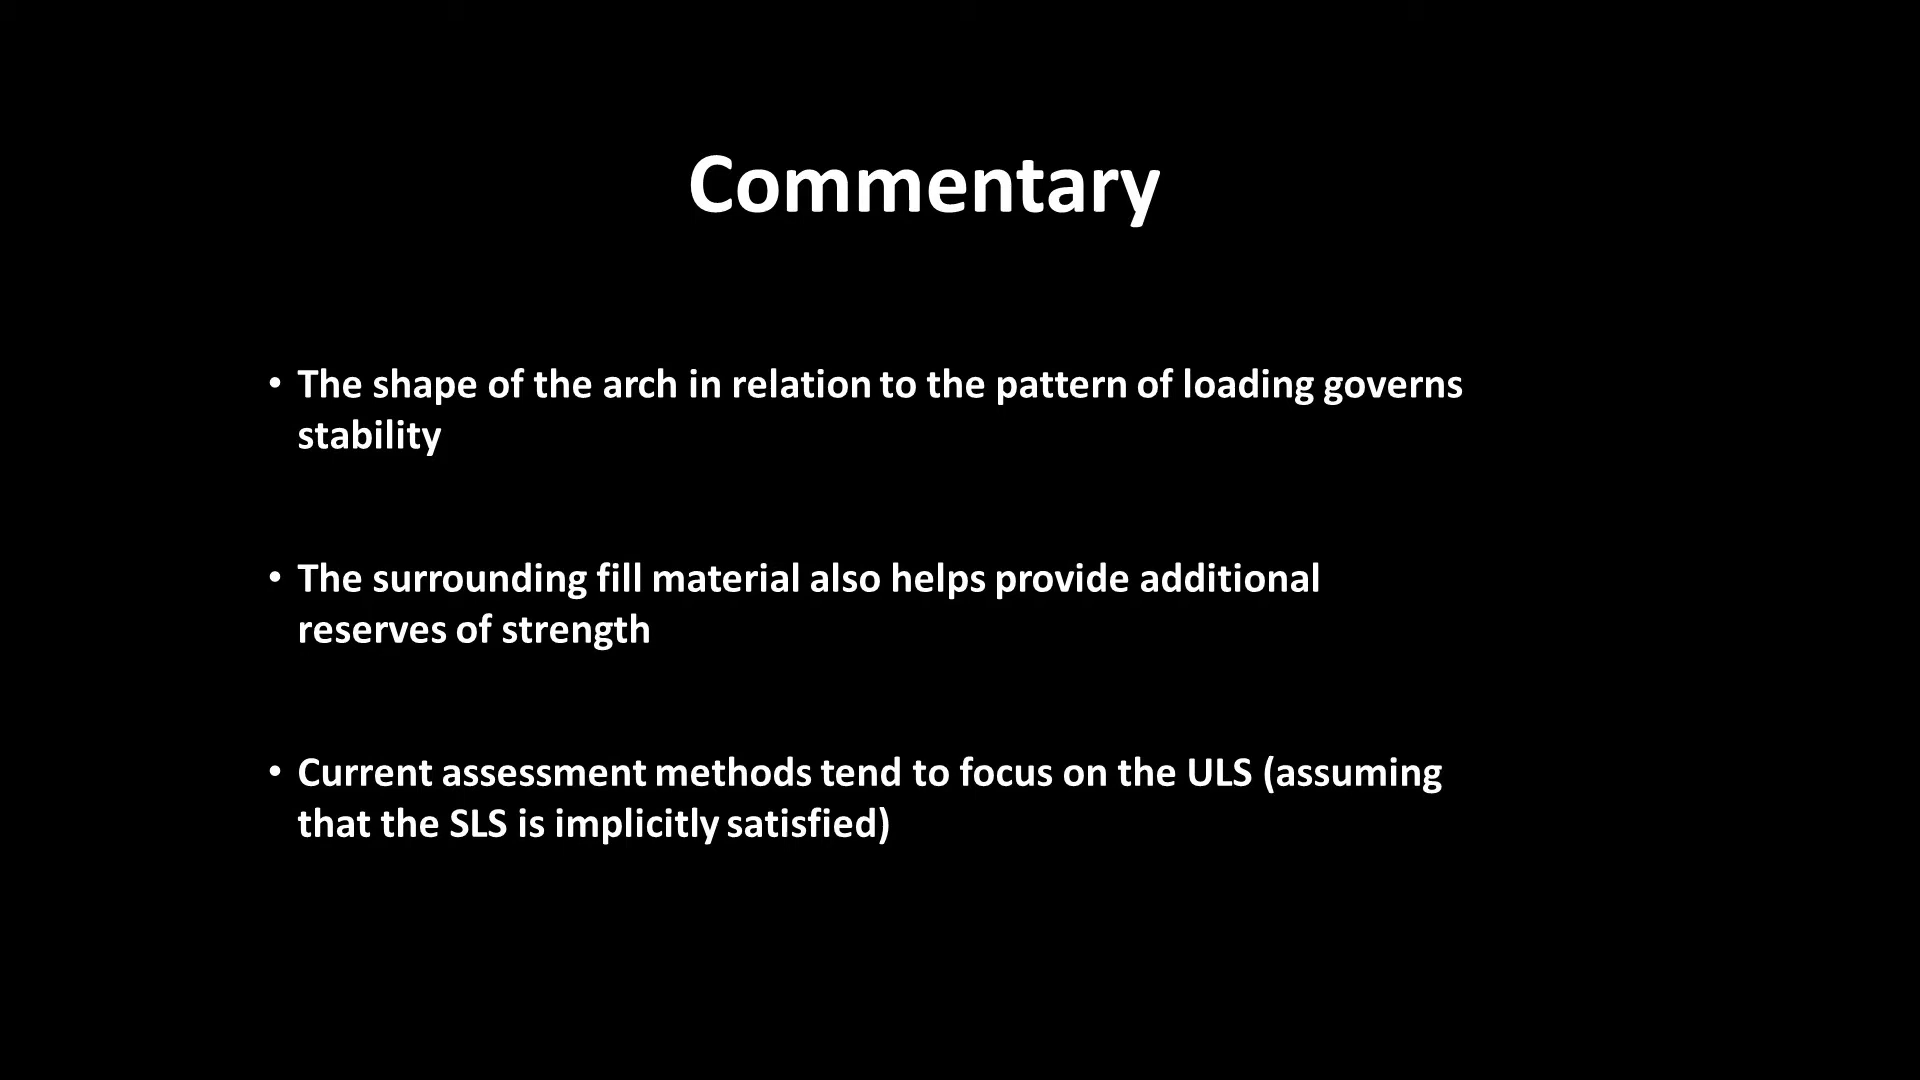 Commentary
• The shape of the arch in relation to the pattern of loading governs
stability
• The surrounding fill material also helps provide additional
reserves of strength
• Current assessment methods tend to focus on the ULS (assuming
that the SLS is implicitly satisfied)